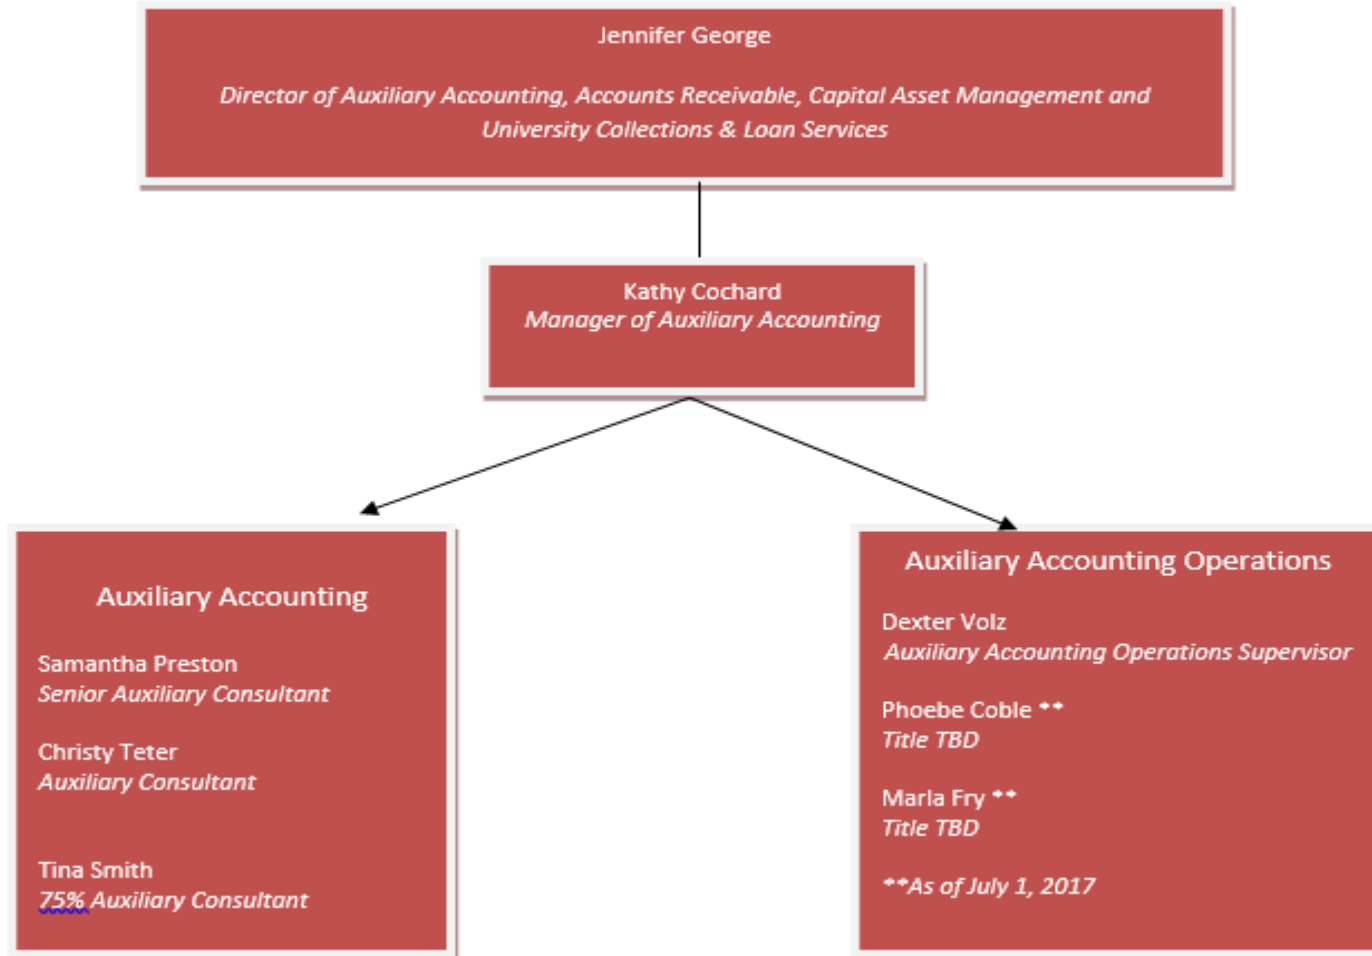 Jennifer George
Director of Auxiliary Accounting, Accounts Receivable, Capital Asset Management and
University Collections & Loan Services
Kathy Cochard
Manager of Auxiliary Accounting
Auxiliary Accounting
Samantha Preston
Senior Auxiliary Consultant
Christy Teter
Auxiliary Consultant
Tina Smith
75% Auxiliary Consultant
Auxiliary Accounting Operations
Dexter Volz
Auxiliary Accounting Operations Supervisor
Phoebe Coble **
Title TBD
Marla Fry **
Title TBD
**As of July 1, 2017